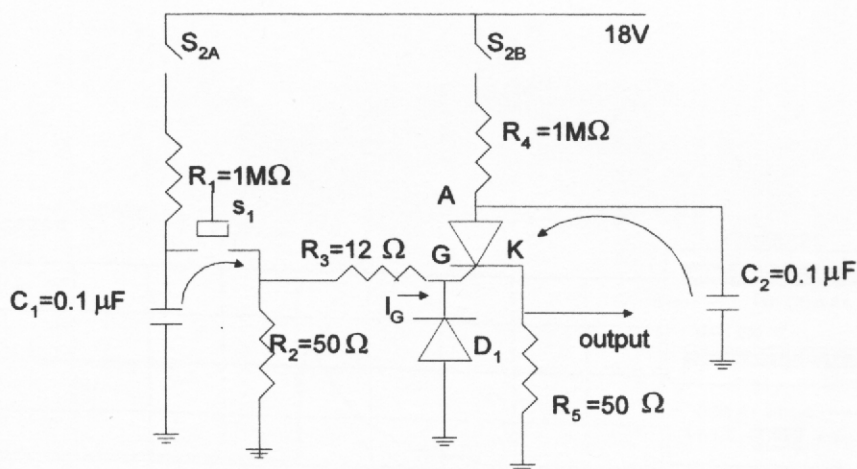 18V
S2A
S2B
R4=1MΩ
R1=1MΩ
s1
A
R3=12 Ω
G
K
C1=0.1 μF
C2=0.1 μF
IG
D1
output
R2=50 Ω
R5=50 Ω